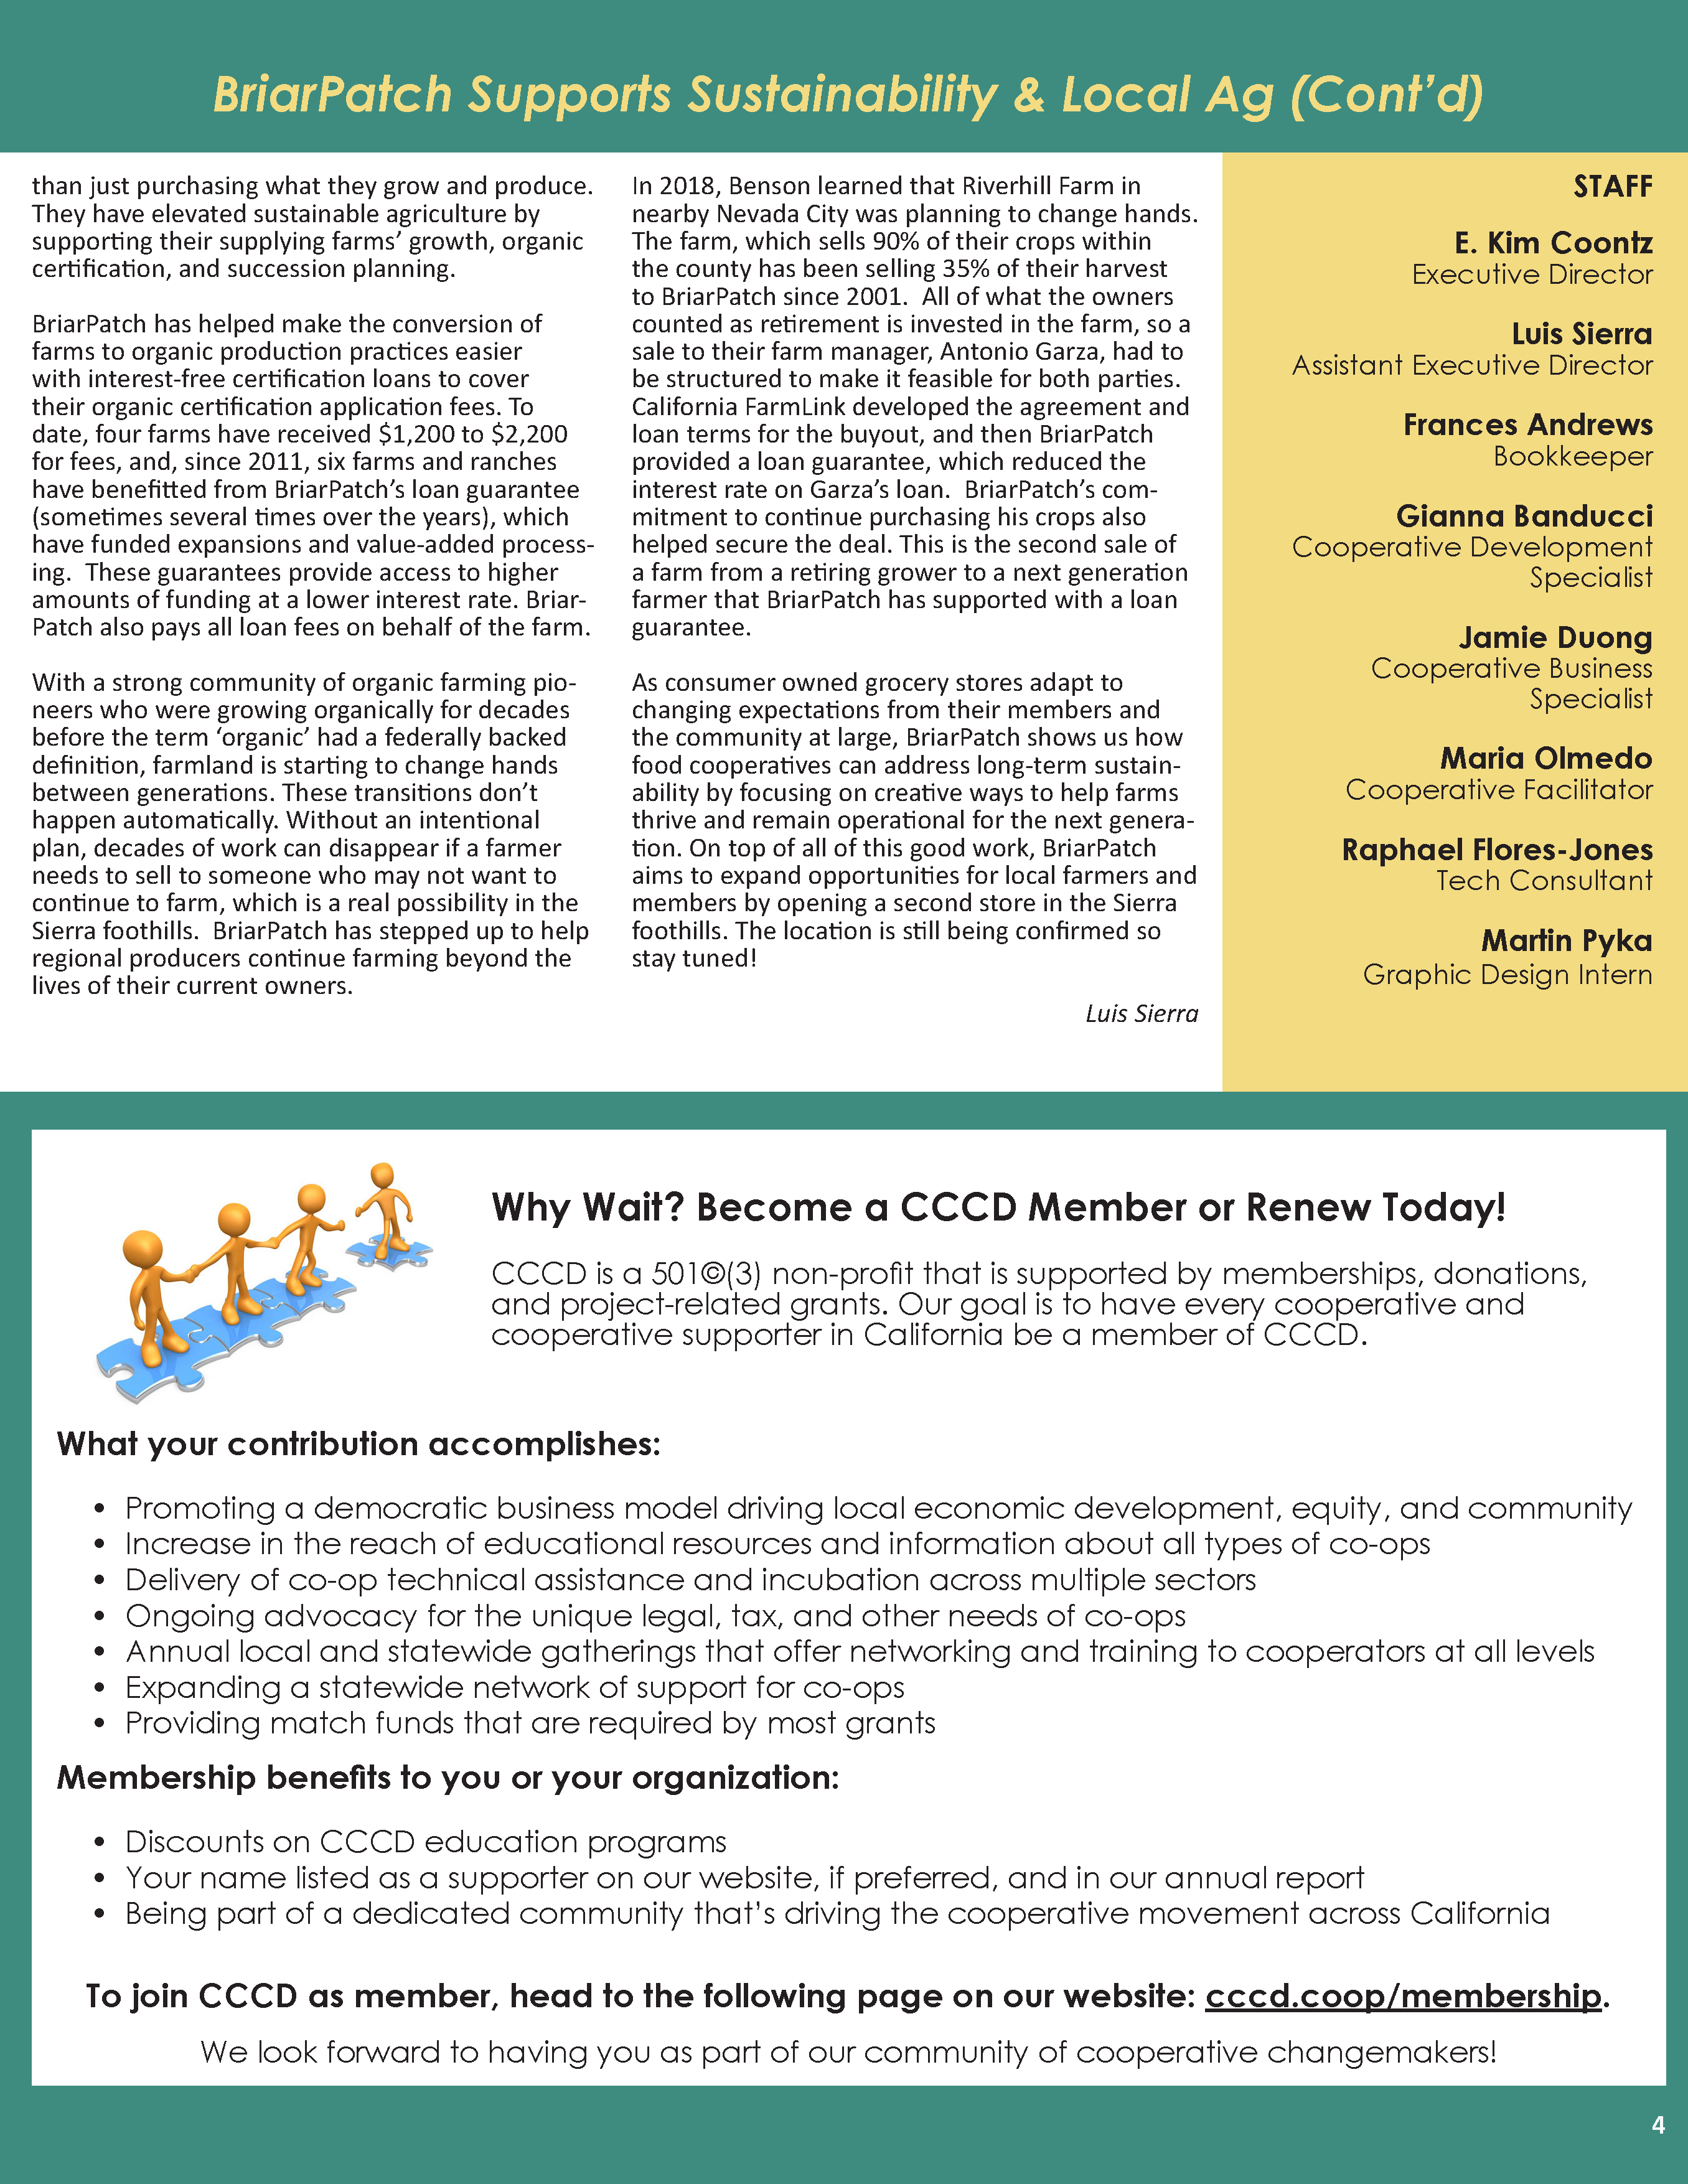 BriarPatch Supports Sustainability & Local Ag (Cont’d)
than just purchasing what they grow and produce.
They have elevated sustainable agriculture by
supporting their supplying farms’ growth, organic
certification, and succession planning.
BriarPatch has helped make the conversion of
farms to organic production practices easier
with interest-free certification loans to cover
their organic certification application fees. To
date, four farms have received $1,200 to $2,200
for fees, and, since 2011, six farms and ranches
have benefitted from BriarPatch’s loan guarantee
(sometimes several times over the years), which
have funded expansions and value-added process-
ing.  These guarantees provide access to higher
amounts of funding at a lower interest rate. Briar-
Patch also pays all loan fees on behalf of the farm.
With a strong community of organic farming pio-
neers who were growing organically for decades
before the term ‘organic’ had a federally backed
definition, farmland is starting to change hands
between generations. These transitions don’t
happen automatically. Without an intentional
plan, decades of work can disappear if a farmer
needs to sell to someone who may not want to
continue to farm, which is a real possibility in the
Sierra foothills.  BriarPatch has stepped up to help
regional producers continue farming beyond the
lives of their current owners.
In 2018, Benson learned that Riverhill Farm in
nearby Nevada City was planning to change hands.
The farm, which sells 90% of their crops within
the county has been selling 35% of their harvest
to BriarPatch since 2001.  All of what the owners
counted as retirement is invested in the farm, so a
sale to their farm manager, Antonio Garza, had to
be structured to make it feasible for both parties.
California FarmLink developed the agreement and
loan terms for the buyout, and then BriarPatch
provided a loan guarantee, which reduced the
interest rate on Garza’s loan.  BriarPatch’s com-
mitment to continue purchasing his crops also
helped secure the deal. This is the second sale of
a farm from a retiring grower to a next generation
farmer that BriarPatch has supported with a loan
guarantee.
As consumer owned grocery stores adapt to
changing expectations from their members and
the community at large, BriarPatch shows us how
food cooperatives can address long-term sustain-
ability by focusing on creative ways to help farms
thrive and remain operational for the next genera-
tion. On top of all of this good work, BriarPatch
aims to expand opportunities for local farmers and
members by opening a second store in the Sierra
foothills. The location is still being confirmed so
stay tuned!
Luis Sierra
STAFF
E. Kim Coontz
Executive Director
Luis Sierra
Assistant Executive Director
Frances Andrews
Bookkeeper
Gianna Banducci
Cooperative Development
Specialist
Jamie Duong
Cooperative Business
Specialist
Maria Olmedo
Cooperative Facilitator
Raphael Flores-Jones
Tech Consultant
Martin Pyka
Graphic Design Intern
Why Wait? Become a CCCD Member or Renew Today!
CCCD is a 501©(3) non-profit that is supported by memberships, donations,
and project-related grants. Our goal is to have every cooperative and
cooperative supporter in California be a member of CCCD.
What your contribution accomplishes:
• Promoting a democratic business model driving local economic development, equity, and community
• Increase in the reach of educational resources and information about all types of co-ops
• Delivery of co-op technical assistance and incubation across multiple sectors
• Ongoing advocacy for the unique legal, tax, and other needs of co-ops
• Annual local and statewide gatherings that offer networking and training to cooperators at all levels
• Expanding a statewide network of support for co-ops
• Providing match funds that are required by most grants
Membership benefits to you or your organization:
• Discounts on CCCD education programs
• Your name listed as a supporter on our website, if preferred, and in our annual report
• Being part of a dedicated community that’s driving the cooperative movement across California
To join CCCD as member, head to the following page on our website: cccd.coop/membership.
We look forward to having you as part of our community of cooperative changemakers!
4